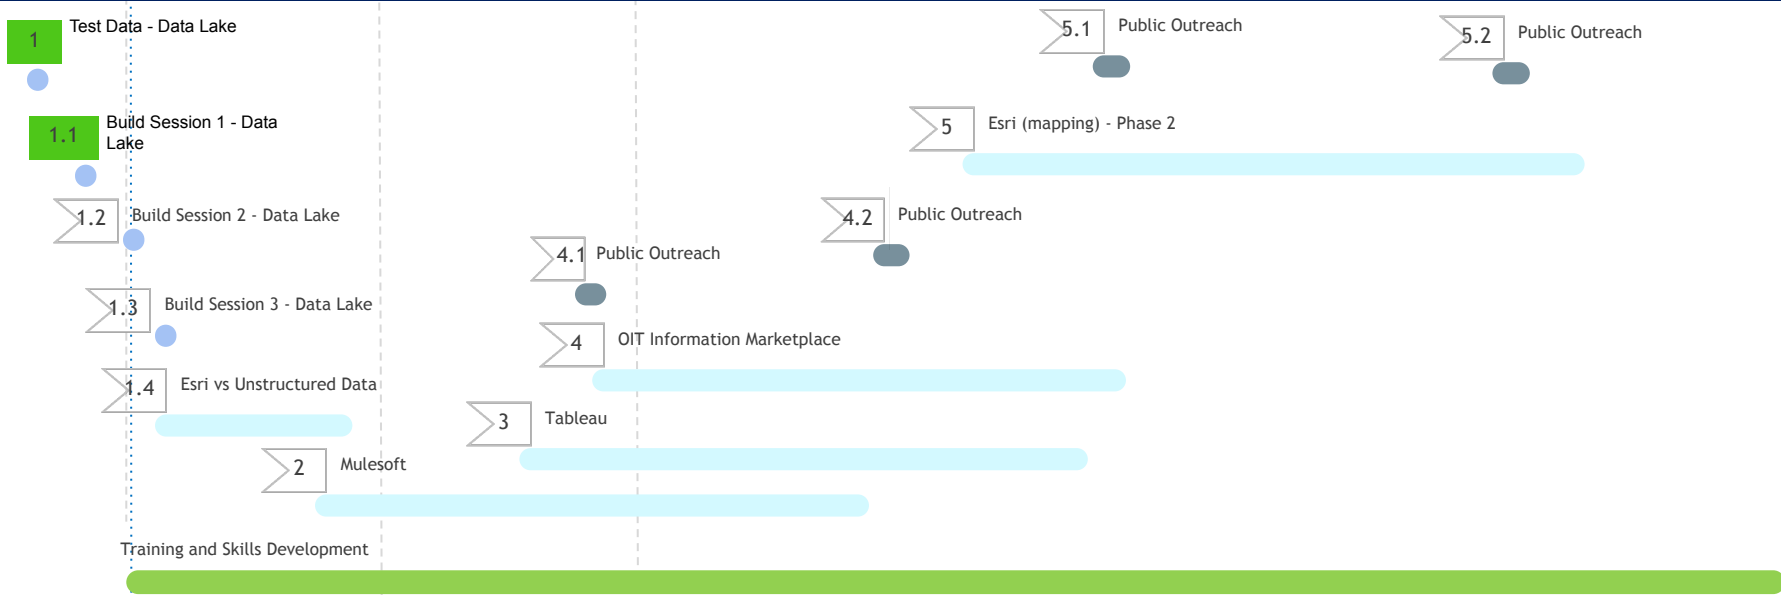 1
Test Data - Data Lake
5.1
Public Outreach
5.2
Public Outreach
1.1
Build Session 1 - Data
Lake
5
Esri (mapping) - Phase 2
1.2
Build Session 2 - Data Lake
4.2
Public Outreach
4.1
Public Outreach
1.3
Build Session 3 - Data Lake
4
OIT Information Marketplace
1.4
Esri vs Unstructured Data
3
Tableau
2
Mulesoft
Training and Skills Development